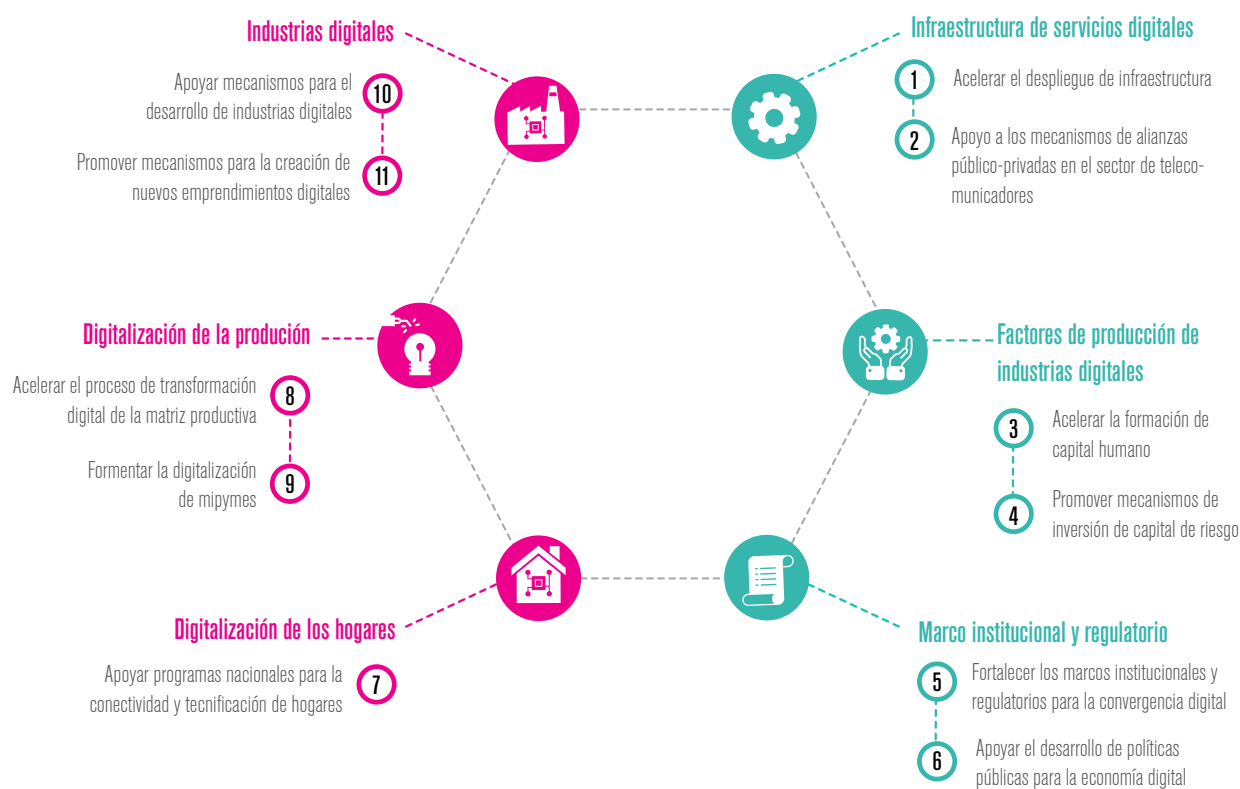 Infraestructura de servicios digitales
1
Acelerar el despliegue de infraestructura
2
Apoyo a los mecanismos de alianzas
público-privadas en el sector de teleco-
municadores
Factores de producción de
industrias digitales
3
Acelerar la formación de
capital humano
4
Promover mecanismos de
inversión de capital de riesgo
Marco institucional y regulatorio
5
Fortalecer los marcos institucionales y
regulatorios para la convergencia digital
6
Apoyar el desarrollo de políticas
públicas para la economía digital
Digitalización de los hogares
7
Apoyar programas nacionales para la
conectividad y tecnificación de hogares
Digitalización de la produción
8
Acelerar el proceso de transformación
digital de la matriz productiva
9
Formentar la digitalización
de mipymes
Industrias digitales
10
Apoyar mecanismos para el
desarrollo de industrias digitales
11
Promover mecanismos para la creación de
nuevos emprendimientos digitales